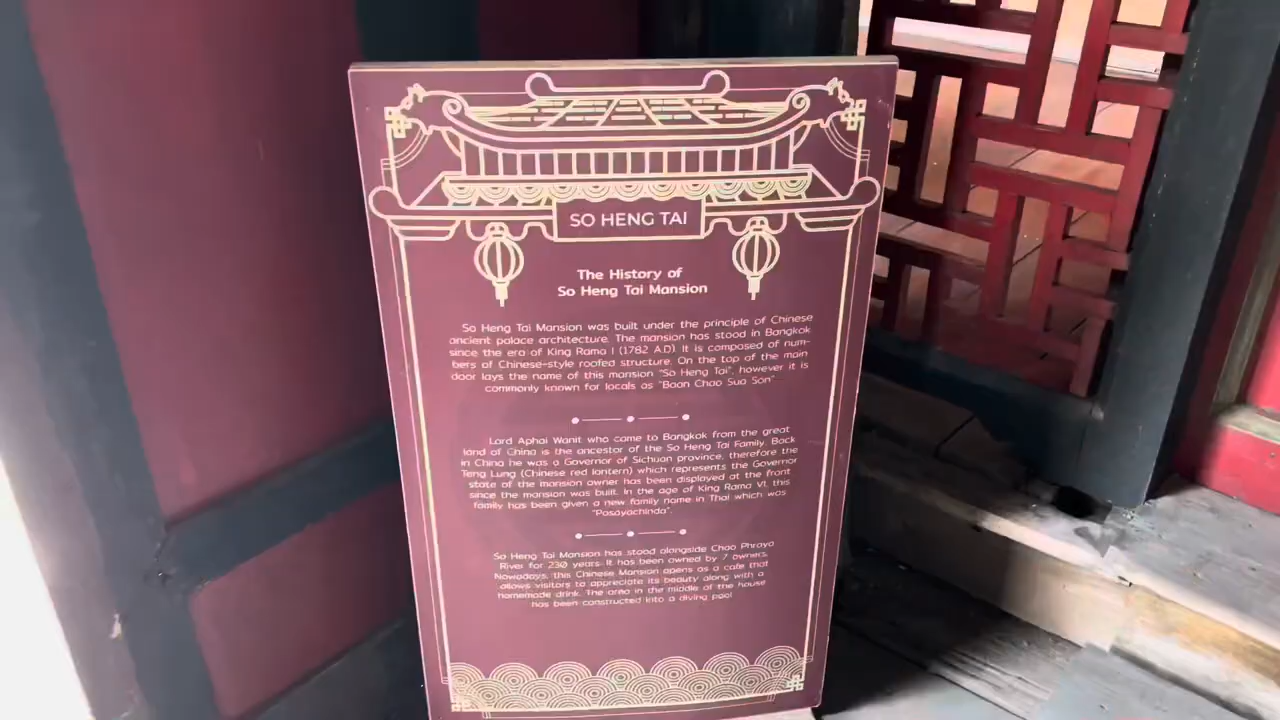 SO HENG TAI
The History of
So Heng Tai Mansion
So Heng Tai Mansion was built under the principle of Chinese
ancient palace architecture. The mansion has stood in Bangkok
since the era of King Rama I (1782 A.D). It is composed of num-
bers of Chinese-style roofed structure. On the top of the main
door lays the name of this mansion "So Heng Tai", however it is
commonly known for locals as "Baan Chao Sua Son"
Lord Aphai Wanit who came to Bangkok from the great
land of China is the ancestor of the So Heng Tai Family. Back
in China he was a Governor of Sichuan province, therefore the
Teng Lung (Chinese red lantern) which represents the Governor
state of the mansion owner has been displayed at the front
since the mansion was built. In the age of King Rama VI, this
family has been given a new family name in Thai which was
"Posayachinda".
So Heng Tai Mansion has stood alongside Chao Phraya
River for 230 years. It has been owned by 7 owners.
Nowadays, this Chinese Mansion opens as a cafe that
allows visitors to appreciate its beauty along with a
homemade drink. The area in the middle of the house
has been constructed into a diving pool